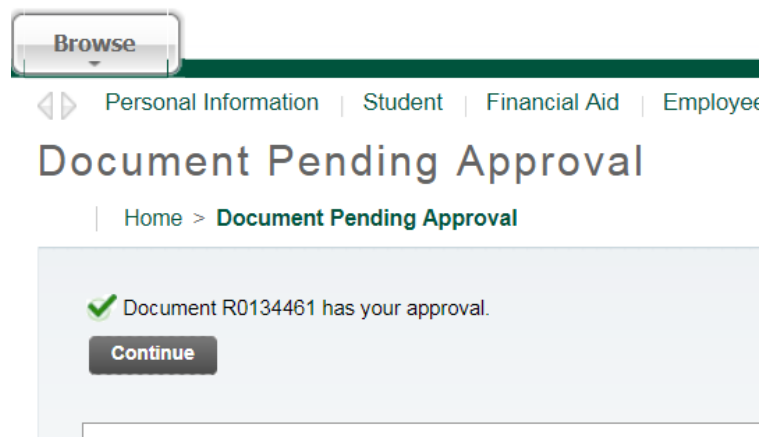 Browse
Personal Information | Student | Financial Aid | Employee
Document Pending Approval
Home > Document Pending Approval
Document R0134461 has your approval.
Continue